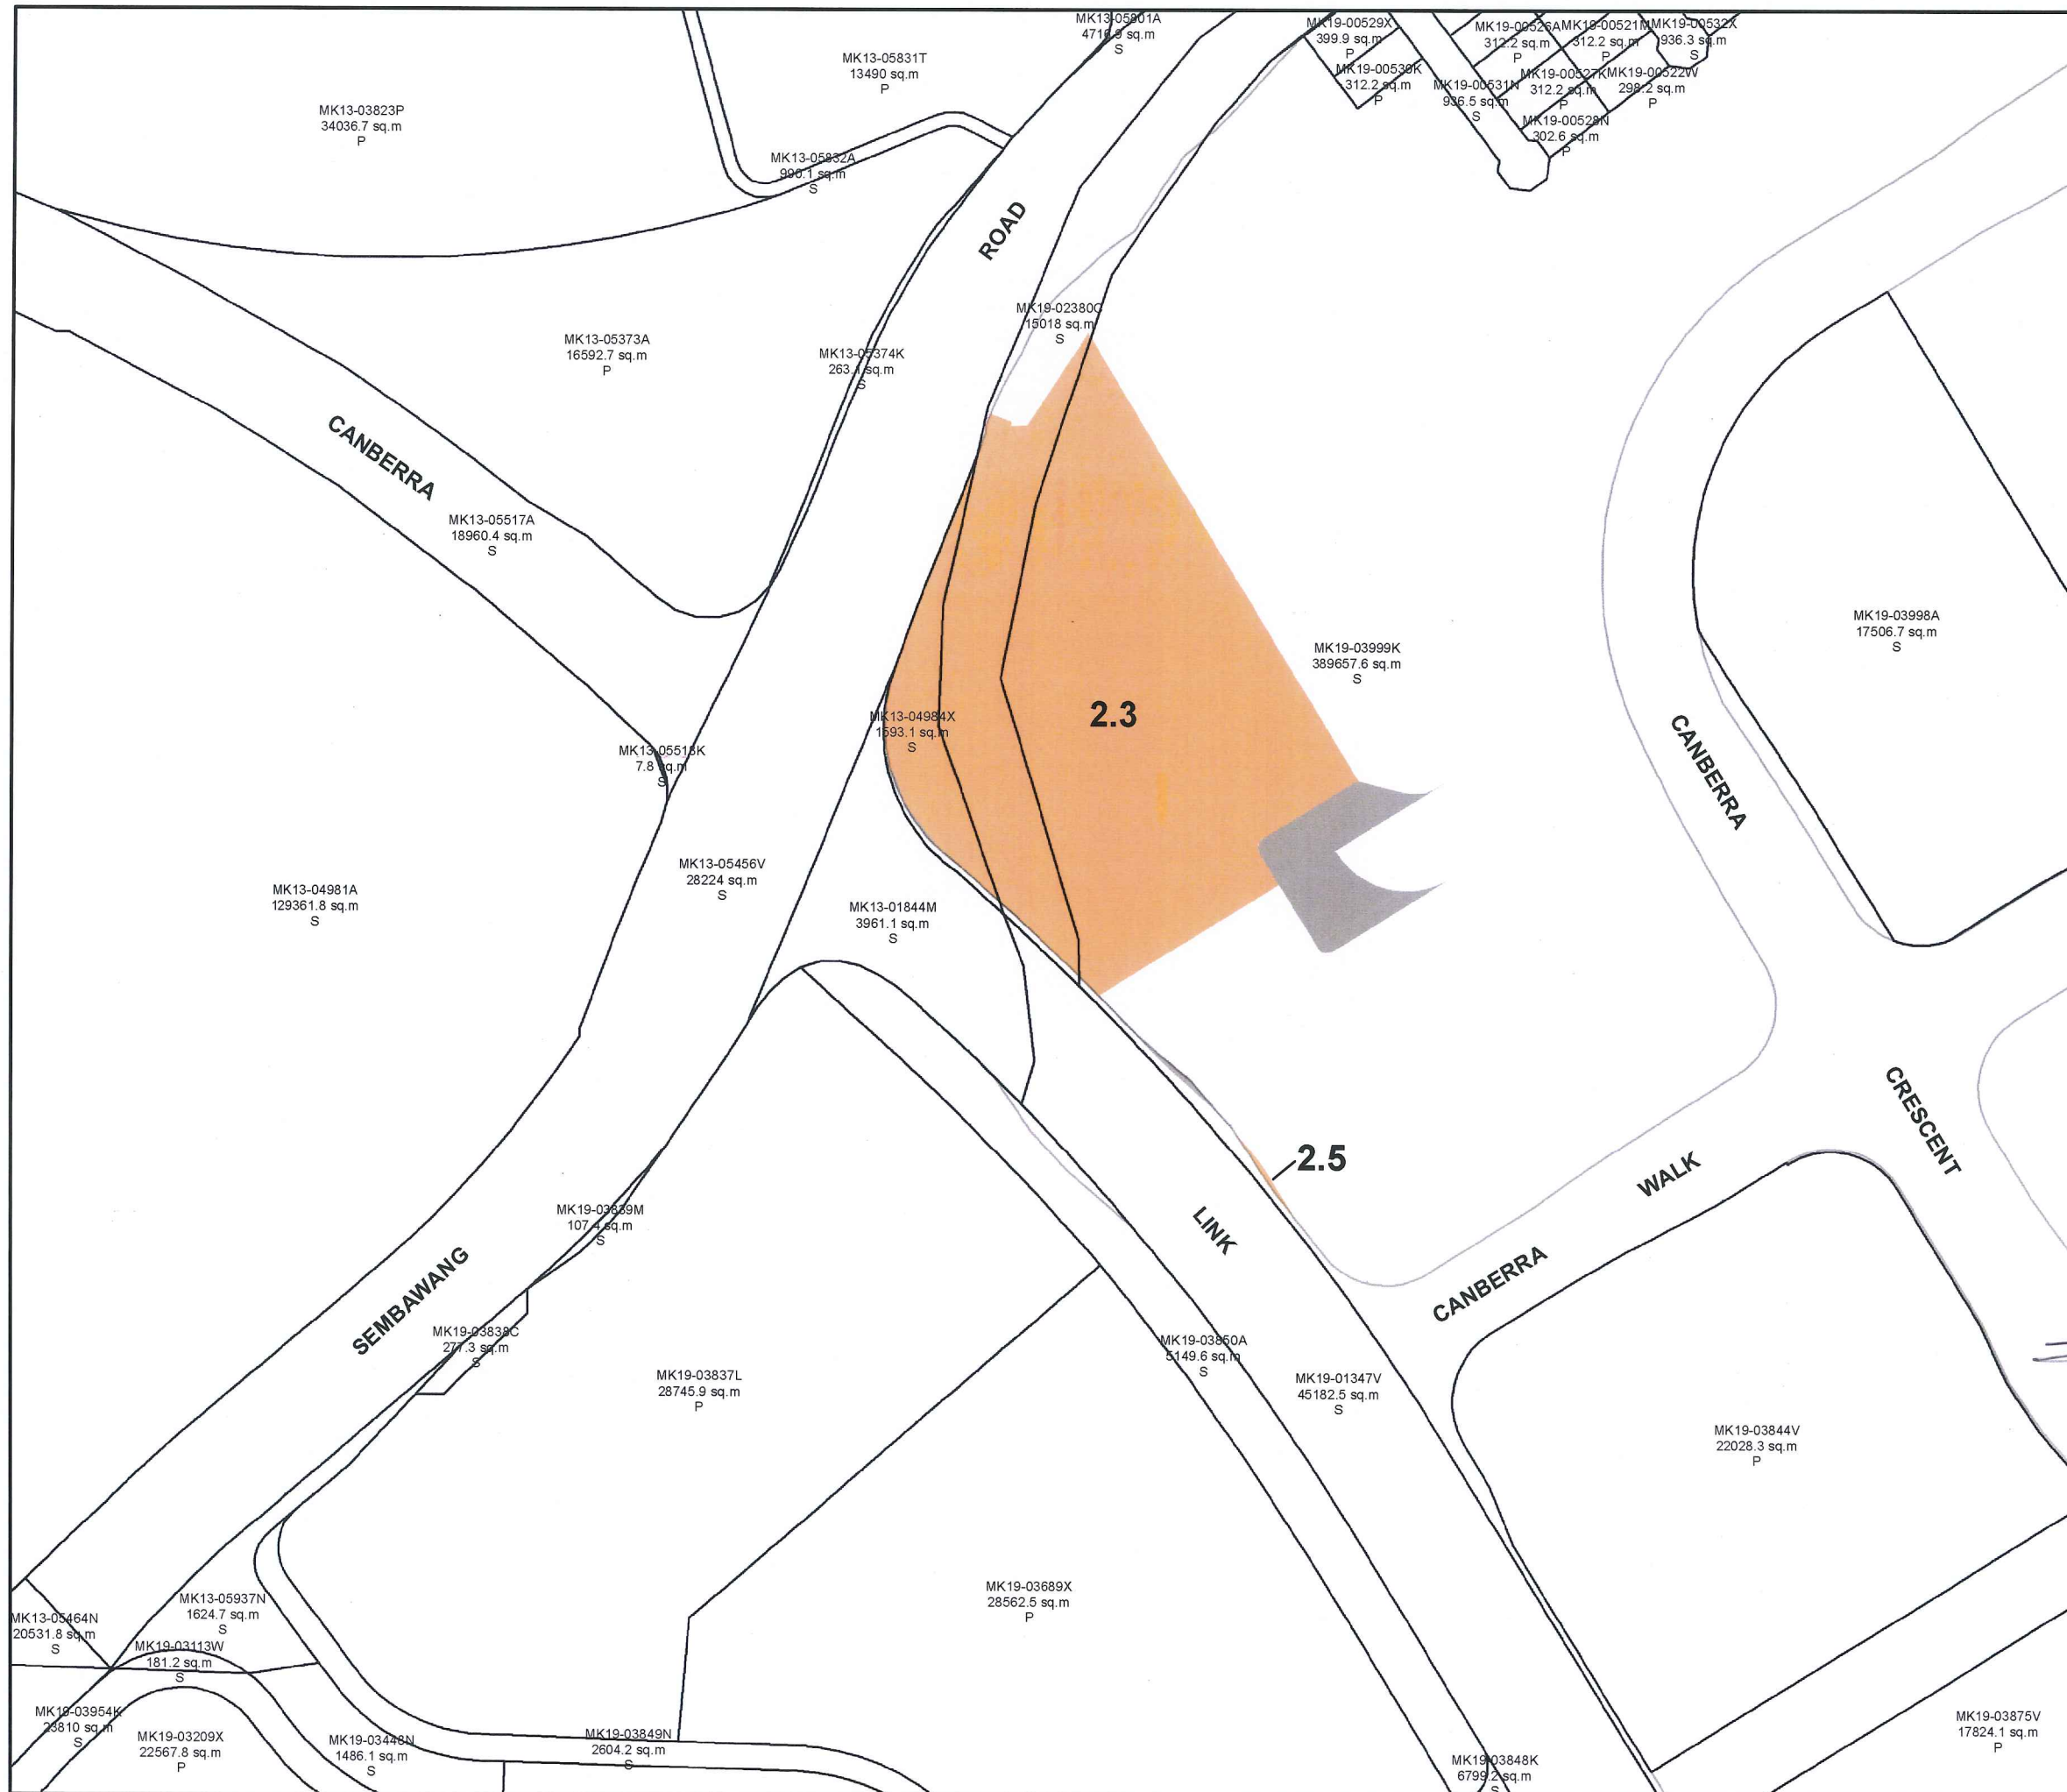 MK13-05801A
4716.9 sq.m
S
MK19-00529X
399.9 sq.m
P
MK19-00526A
312.2 sq.m
P
MK19-00521M
312.2 sq.m
P
MK19-00532X
936.3 sq.m
S
MK13-05831T
13490 sq.m
P
MK19-00530K
312.2 sq.m
P
MK19-00531N
936.5 sq.m
S
MK19-00527K
312.2 sq.m
P
MK19-00522W
298.2 sq.m
P
MK13-03823P
34036.7 sq.m
P
MK19-00528N
302.6 sq.m
P
MK13-05832A
990.1 sq.m
S
ROAD
MK19-02380C
15018 sq.m
S
MK13-05373A
16592.7 sq.m
P
MK13-05374K
263.1 sq.m
S
CANBERRA
MK13-05517A
18960.4 sq.m
S
MK19-03998A
17506.7 sq.m
S
MK19-03999K
389657.6 sq.m
S
2.3
MK13-04984X
1593.1 sq.m
S
MK13-05518K
7.8 sq.m
S
CANBERRA
MK13-05456V
28224 sq.m
S
MK13-04981A
129361.8 sq.m
S
MK13-01844M
3961.1 sq.m
S
CRESCENT
2.5
WALK
MK19-03839M
107.4 sq.m
S
LINK
CANBERRA
SEMBAWANG
MK19-03838C
277.3 sq.m
S
MK19-03850A
5149.6 sq.m
S
MK19-03837L
28745.9 sq.m
P
MK19-01347V
45182.5 sq.m
S
MK19-03844V
22028.3 sq.m
P
MK19-03689X
28562.5 sq.m
P
MK13-05937N
1624.7 sq.m
S
MK13-05464N
20531.8 sq.m
S
MK19-03113W
181.2 sq.m
S
MK19-03954K
23810 sq.m
S
MK19-03209X
22567.8 sq.m
P
MK19-03448N
1486.1 sq.m
S
MK19-03849N
2604.2 sq.m
S
MK19-03875V
17824.1 sq.m
P
MK19-03848K
6799.2 sq.m
S